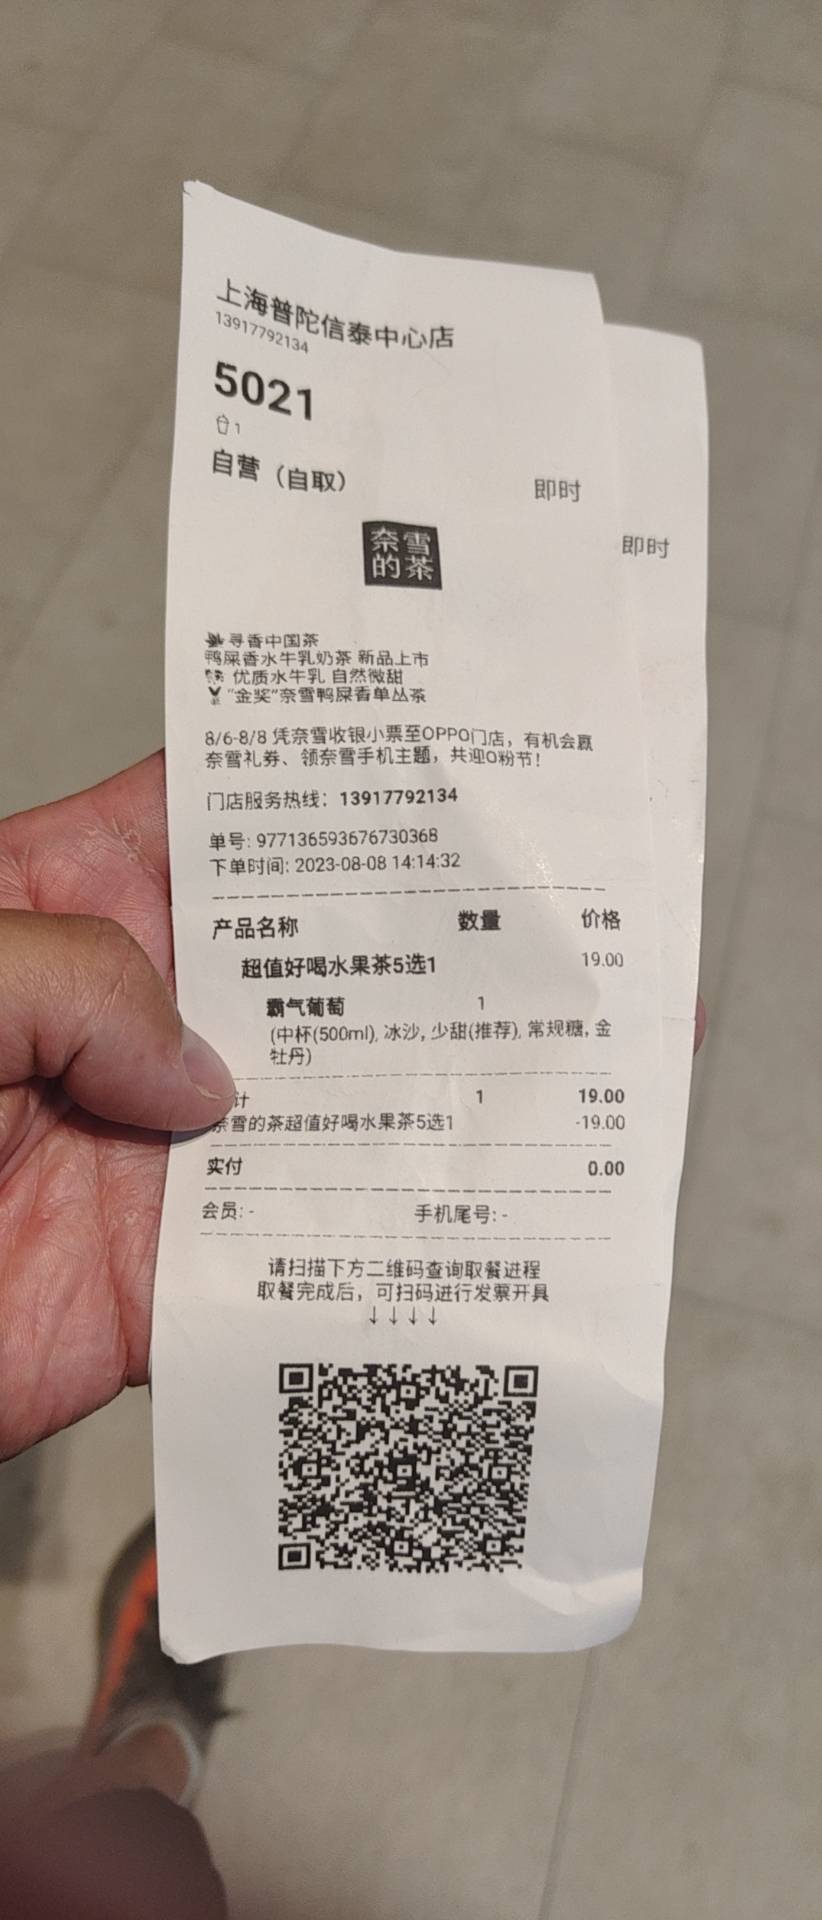 上海普陀信泰中心店
13917792134
5021
1
自营（自取） 即时
即时
奈雪
的茶
寻香中国茶
鸭屎香水牛乳奶茶 新品上市
优质水牛乳 自然微甜
“金奖”奈雪鸭屎香单丛茶
8/6-8/8 凭奈雪收银小票至OPPO门店，有机会赢
奈雪礼券、领奈雪手机主题，共迎O粉节！
门店服务热线：13917792134
单号: 977136593676730368
下单时间: 2023-08-08 14:14:32
产品名称 数量 价格
超值好喝水果茶5选1 19.00
霸气葡萄 1
(中杯(500ml), 冰沙, 少甜(推荐), 常规糖, 金
牡丹)
计 1 19.00
奈雪的茶超值好喝水果茶5选1 -19.00
实付 0.00
会员: - 手机尾号: -
请扫描下方二维码查询取餐进程
取餐完成后，可扫码进行发票开具
↓↓↓↓